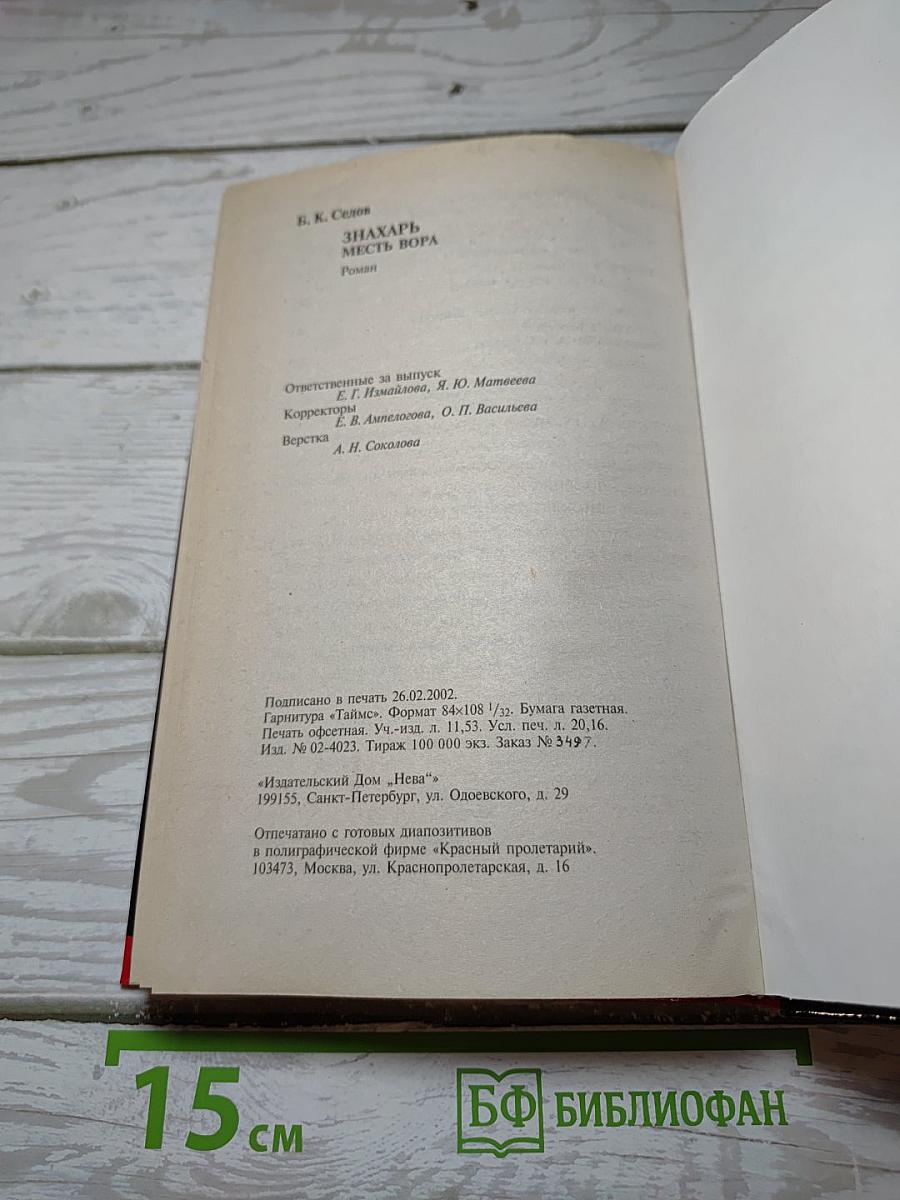 Б. К. Седов
ЗНАХАРЬ
МЕСТЬ ВОРА
Роман
Ответственные за выпуск
Е. Г. Измайлова, Я. Ю. Матвеева
Корректоры
Е. В. Ампелогова, О. П. Васильева
Верстка
А. Н. Соколова
Подписано в печать 26.02.2002.
Гарнитура «Таймс». Формат 84×108 1/32. Бумага газетная.
Печать офсетная. Уч.-изд. л. 11,53. Усл. печ. л. 20,16.
Изд. № 02-4023. Тираж 100 000 экз. Заказ № 3497.
«Издательский Дом „Нева“»
199155, Санкт-Петербург, ул. Одоевского, д. 29
Отпечатано с готовых диапозитивов
в полиграфической фирме «Красный пролетарий».
103473, Москва, ул. Краснопролетарская, д. 16
15 см
БФ БИБЛИОФАН